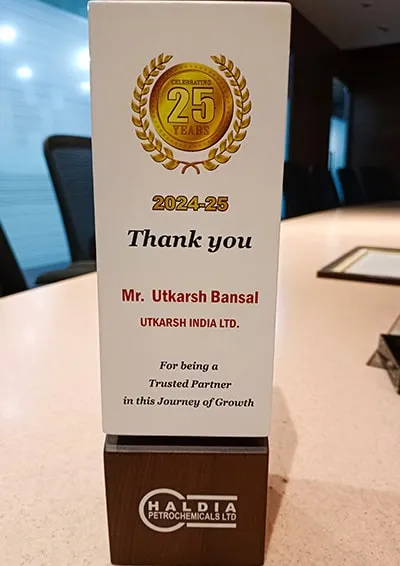 CELEBRATING
25
YEARS
2024-25
Thank you
Mr. Utkarsh Bansal
UTKARSH INDIA LTD.
For being a
Trusted Partner
in this Journey of Growth
HALDIA
PETROCHEMICALS LTD